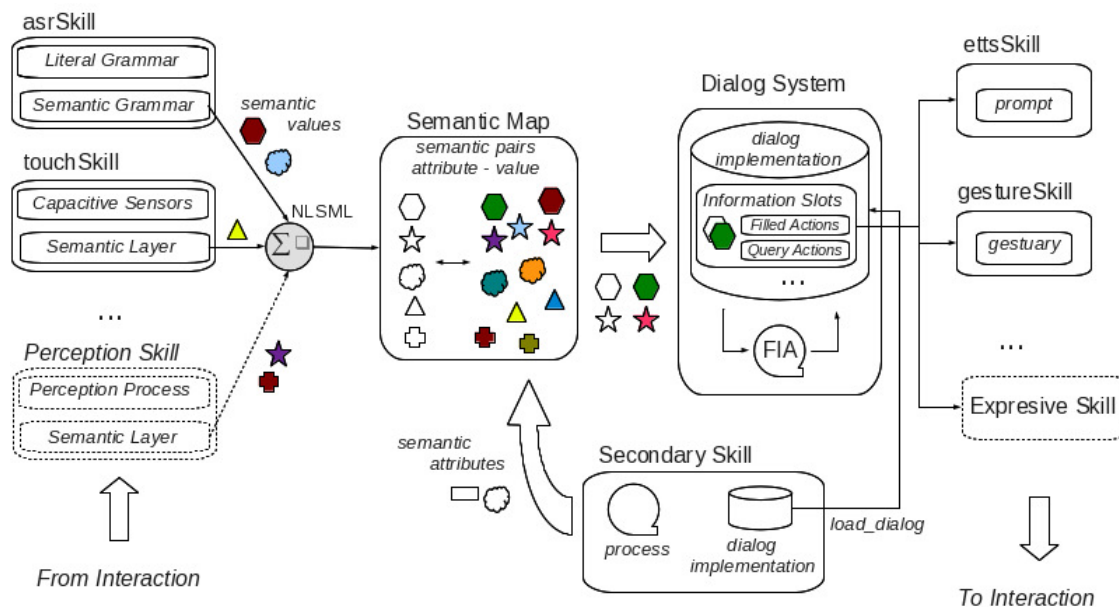 asrSkill
Literal Grammar
Semantic Grammar
semantic
values
touchSkill
Capacitive Sensors
Semantic Layer
...
Perception Skill
Perception Process
Semantic Layer
From Interaction
NLSML
Σ
Semantic Map
semantic pairs
attribute - value
semantic
attributes
Dialog System
dialog
implementation
Information Slots
Filled Actions
Query Actions
...
FIA
Secondary Skill
process
dialog
implementation
load_dialog
ettsSkill
prompt
gestureSkill
gestuary
...
Expresive Skill
To Interaction